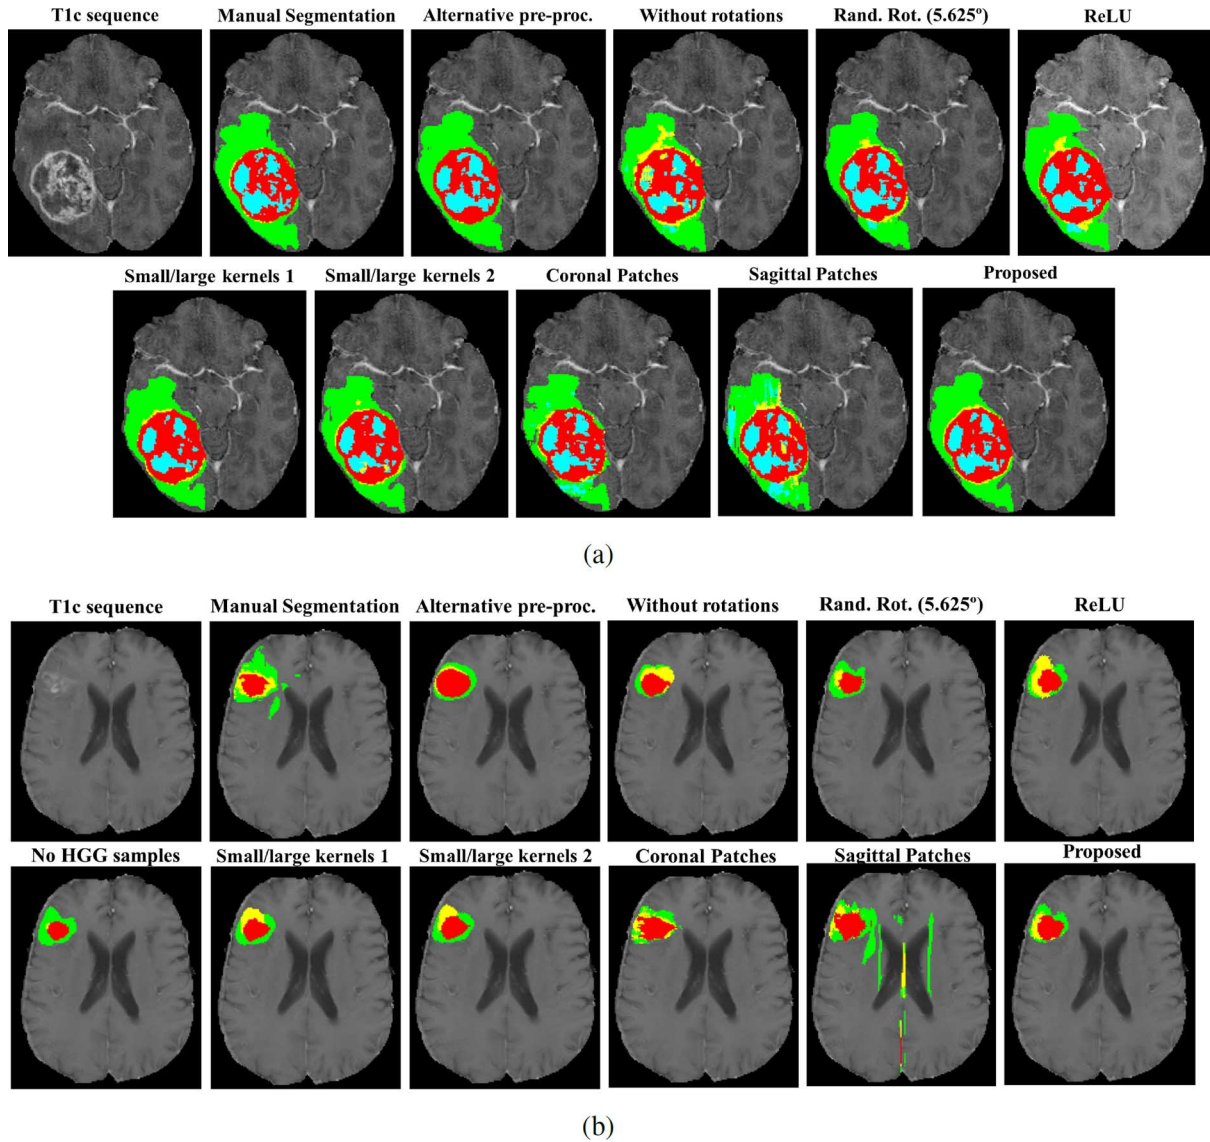 T1c sequence Manual Segmentation Alternative pre-proc. Without rotations Rand. Rot. (5.625º) ReLU
Small/large kernels 1 Small/large kernels 2 Coronal Patches Sagittal Patches Proposed
(a)
T1c sequence Manual Segmentation Alternative pre-proc. Without rotations Rand. Rot. (5.625º) ReLU
No HGG samples Small/large kernels 1 Small/large kernels 2 Coronal Patches Sagittal Patches Proposed
(b)